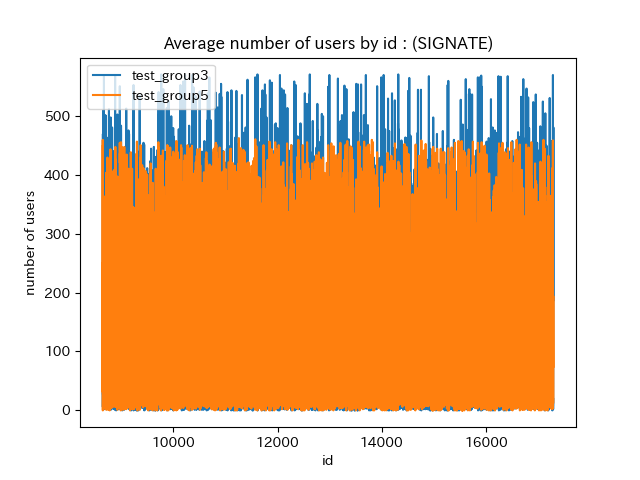 Average number of users by id : (SIGNATE)
test_group3
test_group5
number of users
500
400
300
200
100
0
10000 12000 14000 16000
id